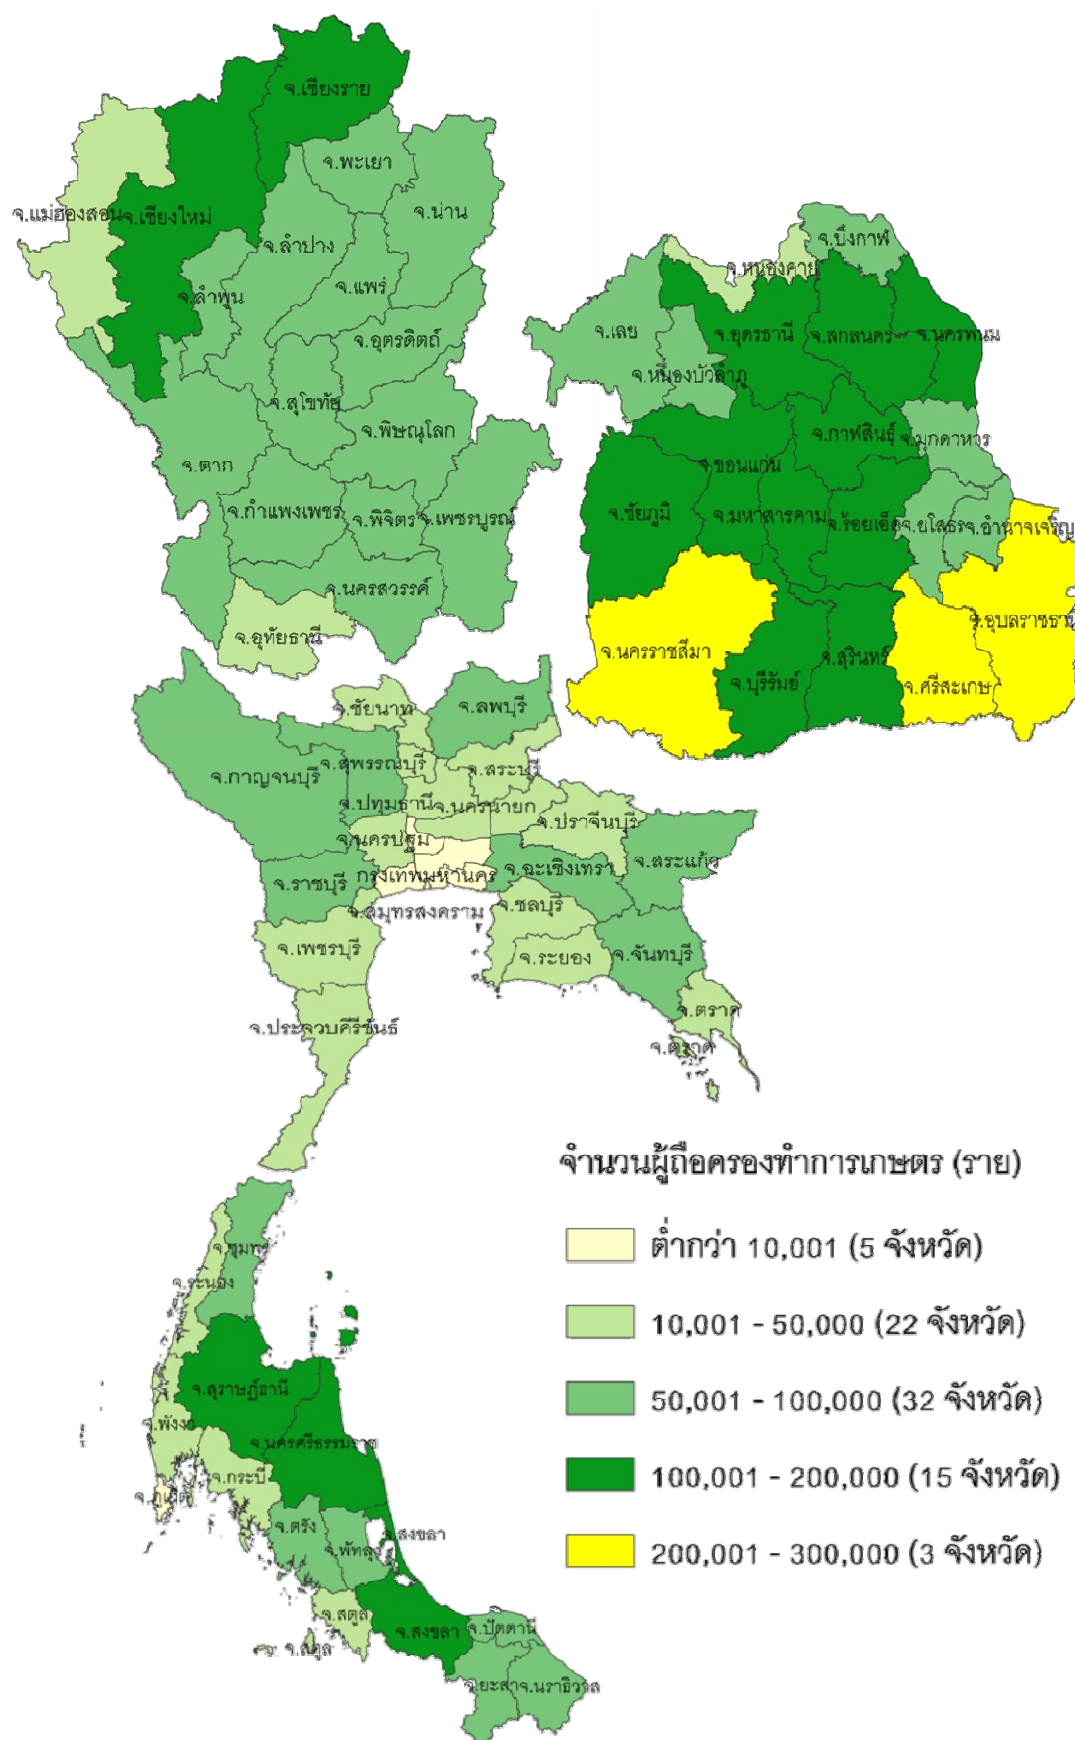 จ.เชียงราย
จ.พะเยา
จ.แม่ฮ่องสอน
จ.เชียงใหม่
จ.น่าน
จ.ลำปาง
จ.แพร่
จ.ลำพูน
จ.อุตรดิตถ์
จ.สุโขทัย
จ.พิษณุโลก
จ.ตาก
จ.กำแพงเพชร
จ.พิจิตร
จ.เพชรบูรณ์
จ.นครสวรรค์
จ.อุทัยธานี
จ.บึงกาฬ
จ.หนองคาย
จ.เลย
จ.อุดรธานี
จ.สกลนคร
จ.นครพนม
จ.หนองบัวลำภู
จ.กาฬสินธุ์
จ.มุกดาหาร
จ.ขอนแก่น
จ.ชัยภูมิ
จ.มหาสารคาม
จ.ร้อยเอ็ด
จ.ยโสธร
จ.อำนาจเจริญ
จ.อุบลราชธานี
จ.นครราชสีมา
จ.บุรีรัมย์
จ.สุรินทร์
จ.ศรีสะเกษ
จ.ชัยนาท
จ.ลพบุรี
จ.กาญจนบุรี
จ.สุพรรณบุรี
จ.สระบุรี
จ.ปทุมธานี
จ.นครนายก
จ.ปราจีนบุรี
จ.นครปฐม
จ.สระแก้ว
จ.ราชบุรี
กรุงเทพมหานคร
จ.ฉะเชิงเทรา
จ.สมุทรสงคราม
จ.ชลบุรี
จ.เพชรบุรี
จ.ระยอง
จ.จันทบุรี
จ.ประจวบคีรีขันธ์
จ.ตราด
จ.ตราด
จำนวนผู้ถือครองทำการเกษตร (ราย)
ต่ำกว่า 10,001 (5 จังหวัด)
10,001 - 50,000 (22 จังหวัด)
50,001 - 100,000 (32 จังหวัด)
100,001 - 200,000 (15 จังหวัด)
200,001 - 300,000 (3 จังหวัด)
จ.ชุมพร
จ.ระนอง
จ.สุราษฎ์ธานี
จ.พังงา
จ.นครศรีธรรมราช
จ.กระบี่
จ.ภูเก็ต
จ.ตรัง
จ.พัทลุง
จ.สงขลา
จ.สตูล
จ.สตูล
จ.สงขลา
จ.ปัตตานี
จ.ยะลา
จ.นราธิวาส